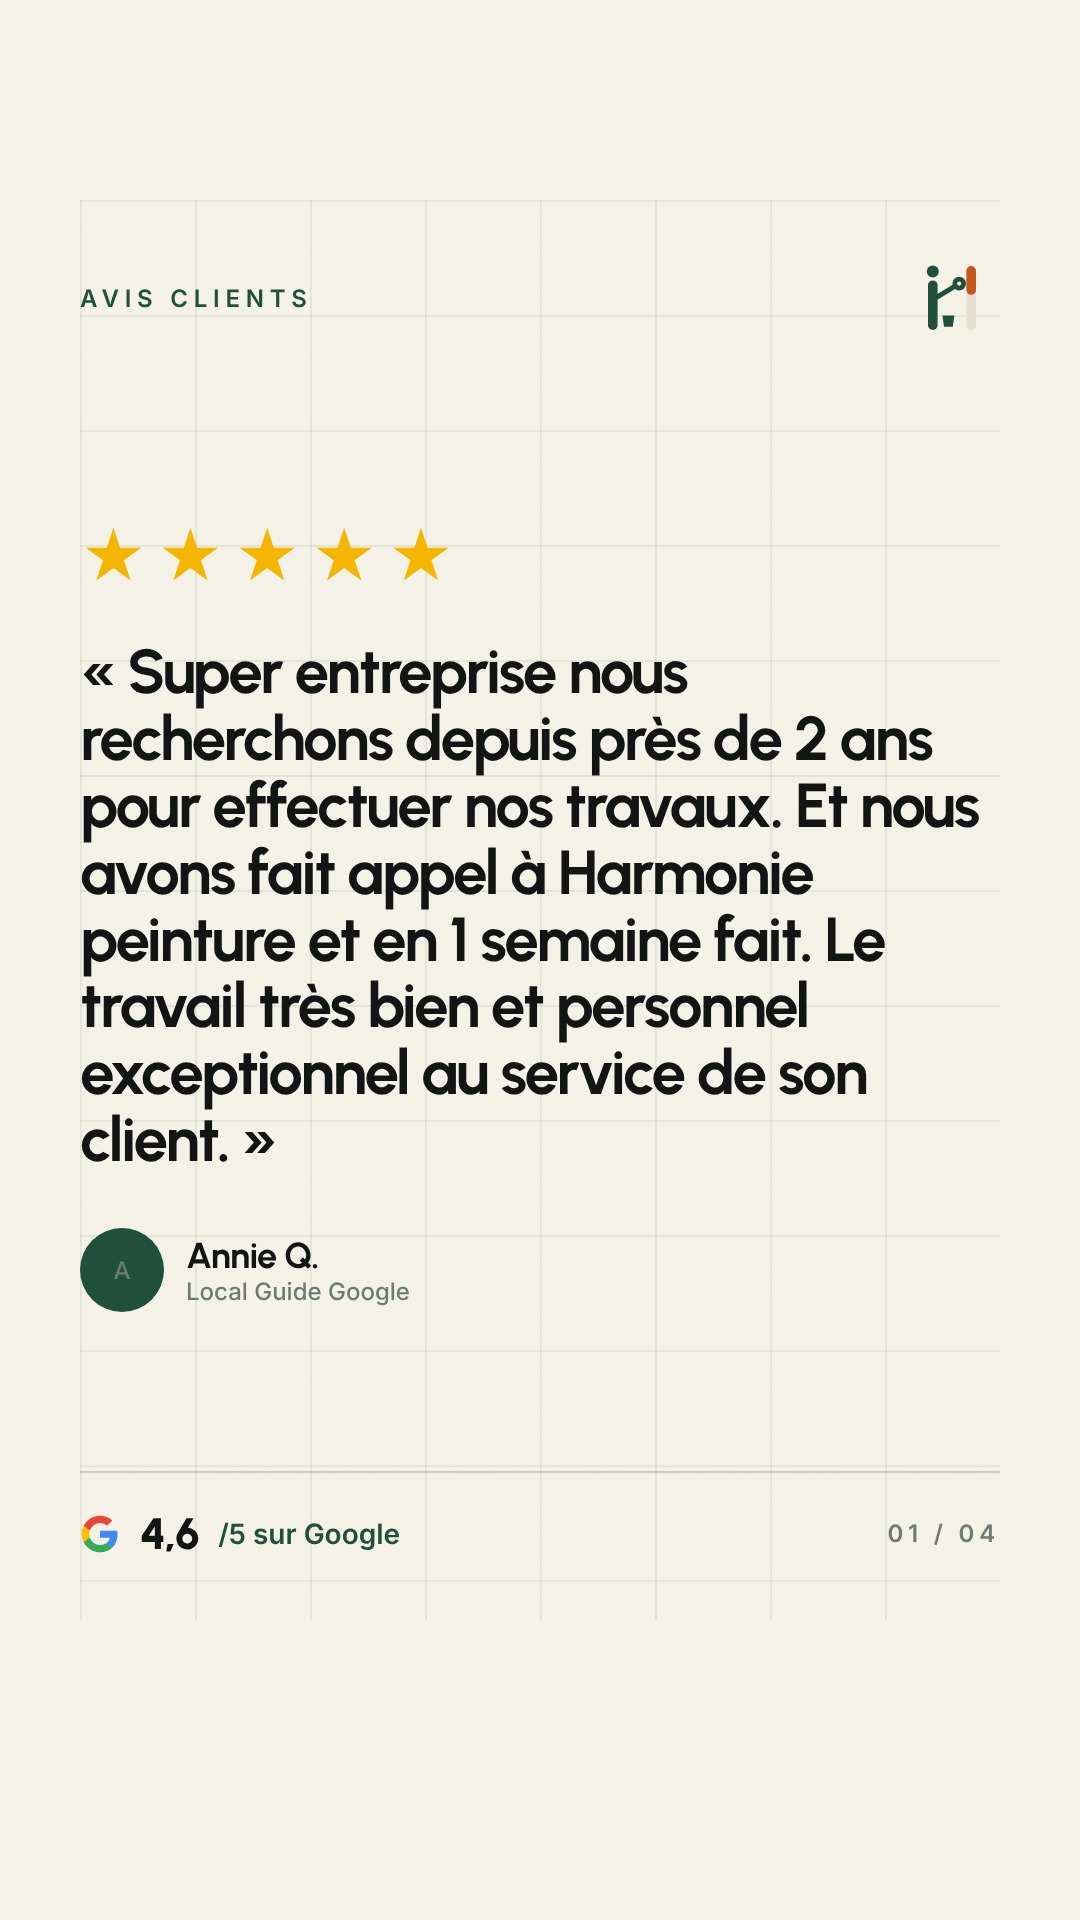 AVIS CLIENTS
« Super entreprise nous
recherchons depuis près de 2 ans
pour effectuer nos travaux. Et nous
avons fait appel à Harmonie
peinture et en 1 semaine fait. Le
travail très bien et personnel
exceptionnel au service de son
client. »
A
Annie Q.
Local Guide Google
4,6 /5 sur Google
01 / 04